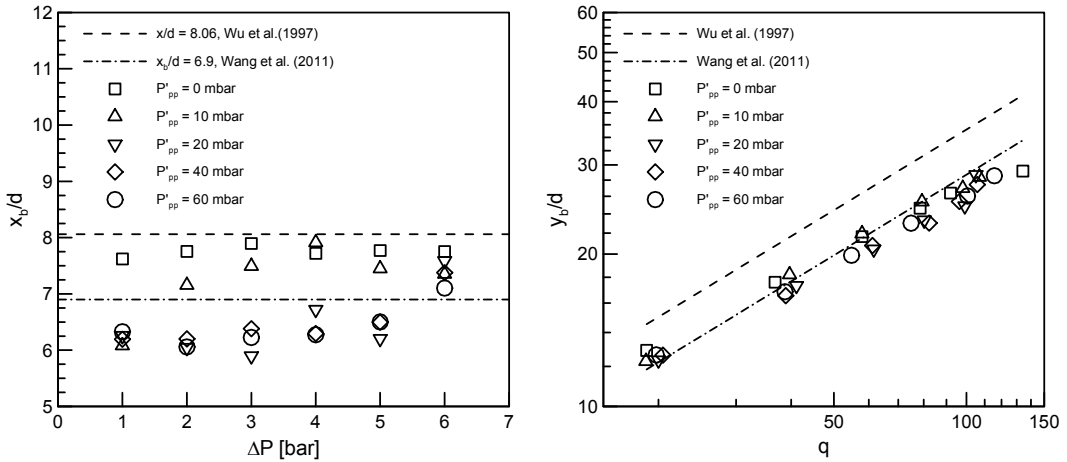 12
11
10
9
8
7
6
5
0
1
2
3
4
5
6
7
x_b/d
ΔP [bar]
x/d = 8.06, Wu et al.(1997)
x_b/d = 6.9, Wang et al. (2011)
P'_pp = 0 mbar
P'_pp = 10 mbar
P'_pp = 20 mbar
P'_pp = 40 mbar
P'_pp = 60 mbar
60
50
40
30
20
10
50
100
150
y_b/d
q
Wu et al. (1997)
Wang et al. (2011)
P'_pp = 0 mbar
P'_pp = 10 mbar
P'_pp = 20 mbar
P'_pp = 40 mbar
P'_pp = 60 mbar